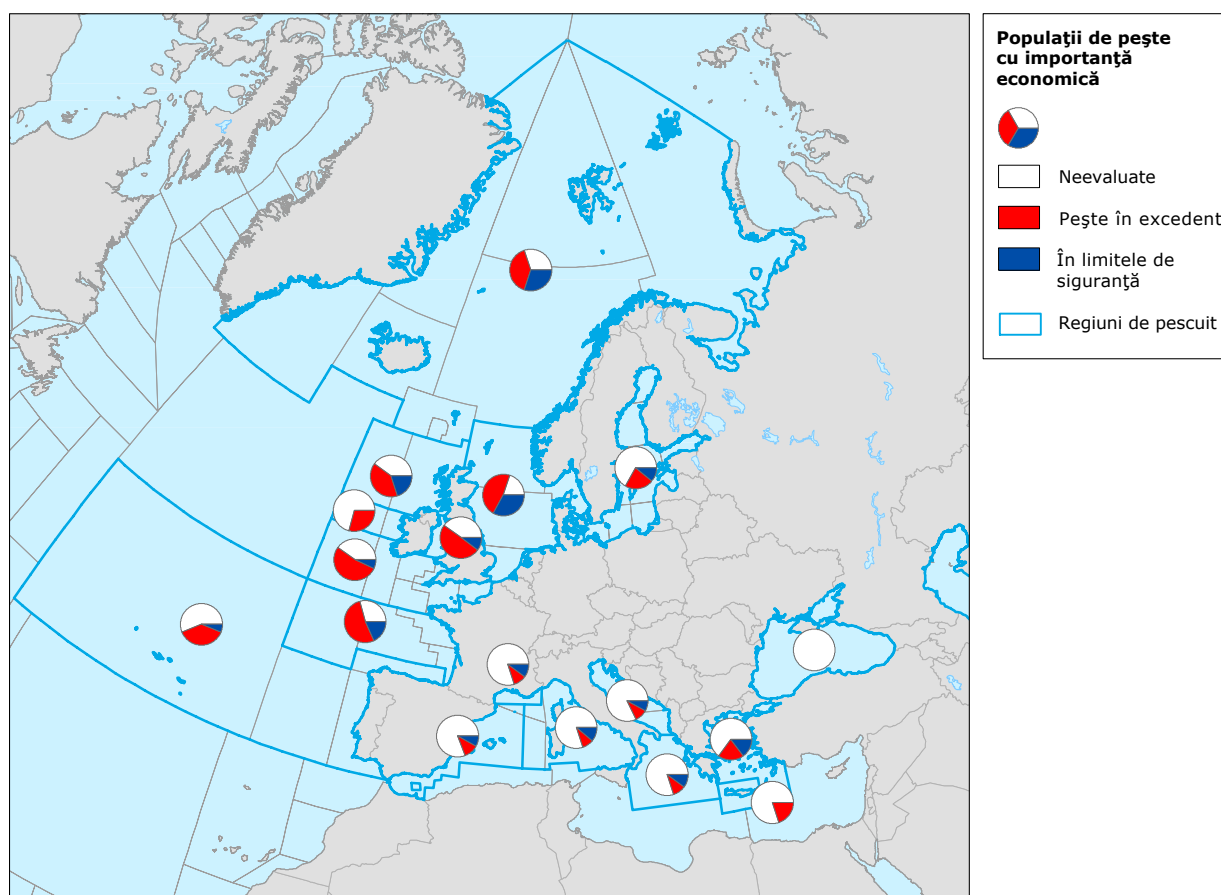 Populaţii de peşte
cu importanţă
economică
Neevaluate
Peşte în excedent
În limitele de
siguranţă
Regiuni de pescuit